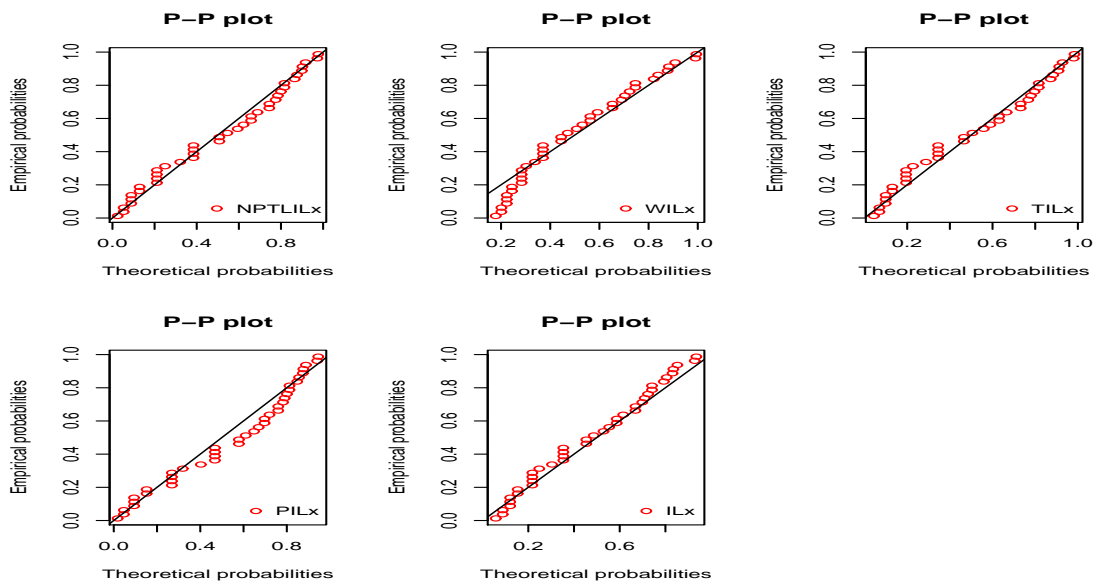 P–P plot
Empirical probabilities
1.0
0.8
0.6
0.4
0.2
0.0
NPTLILx
0.0 0.4 0.8
Theoretical probabilities
P–P plot
Empirical probabilities
1.0
0.8
0.6
0.4
0.2
0.0
WILx
0.2 0.4 0.6 0.8 1.0
Theoretical probabilities
P–P plot
Empirical probabilities
1.0
0.8
0.6
0.4
0.2
0.0
TILx
0.2 0.6 1.0
Theoretical probabilities
P–P plot
Empirical probabilities
1.0
0.8
0.6
0.4
0.2
0.0
PILx
0.0 0.4 0.8
Theoretical probabilities
P–P plot
Empirical probabilities
1.0
0.8
0.6
0.4
0.2
0.0
ILx
0.2 0.6
Theoretical probabilities